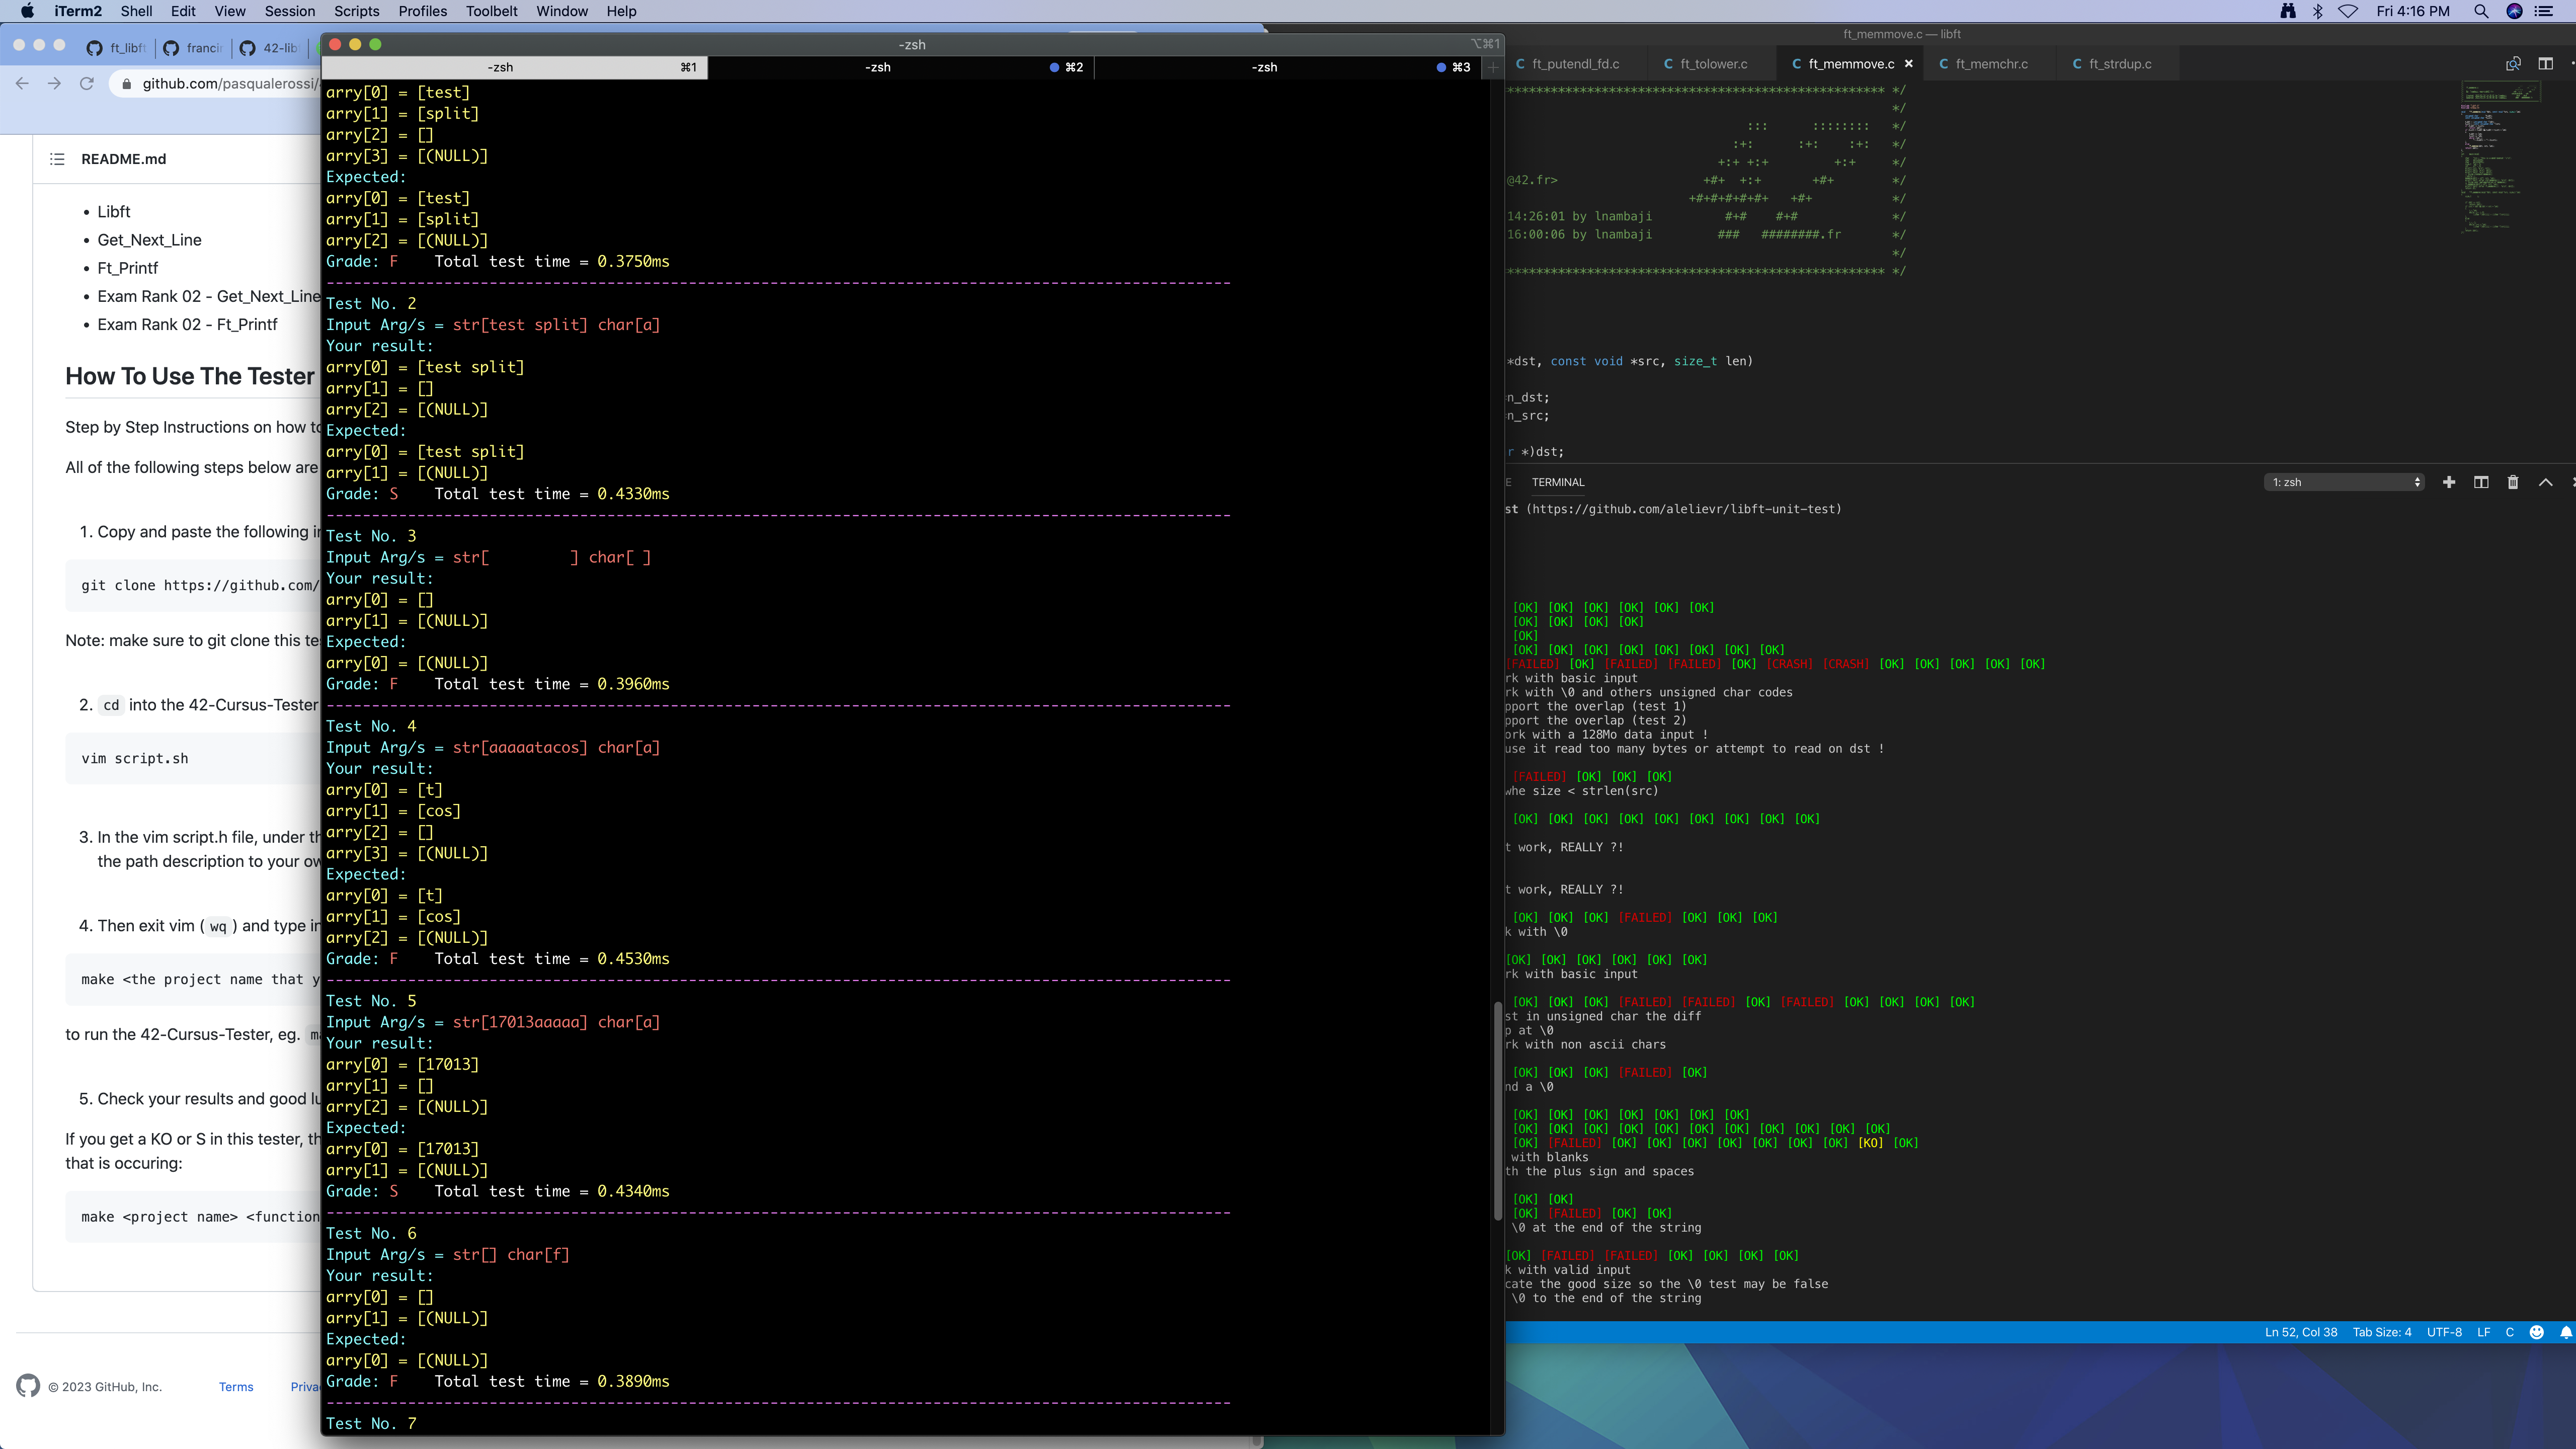 iTerm2 Shell Edit View Session Scripts Profiles Toolbelt Window Help
Fri 4:16 PM
ft_libft
francin
42-lib
github.com/pasqualerossi/
README.md
Libft
Get_Next_Line
Ft_Printf
Exam Rank 02 - Get_Next_Line
Exam Rank 02 - Ft_Printf
How To Use The Tester
Step by Step Instructions on how to
All of the following steps below are
1. Copy and paste the following in
git clone https://github.com/
Note: make sure to git clone this te
2. cd into the 42-Cursus-Tester
vim script.sh
3. In the vim script.h file, under th
the path description to your ow
4. Then exit vim ( wq ) and type in
make <the project name that y
to run the 42-Cursus-Tester, eg. ma
5. Check your results and good lu
If you get a KO or S in this tester, th
that is occuring:
make <project name> <function
© 2023 GitHub, Inc. Terms Priva
-zsh ⌥⌘1
-zsh ⌘1 -zsh ⌘2 -zsh ⌘3
arry[0] = [test]
arry[1] = [split]
arry[2] = []
arry[3] = [(NULL)]
Expected:
arry[0] = [test]
arry[1] = [split]
arry[2] = [(NULL)]
Grade: F Total test time = 0.3750ms
Test No. 2
Input Arg/s = str[test split] char[a]
Your result:
arry[0] = [test split]
arry[1] = []
arry[2] = [(NULL)]
Expected:
arry[0] = [test split]
arry[1] = [(NULL)]
Grade: S Total test time = 0.4330ms
Test No. 3
Input Arg/s = str[         ] char[ ]
Your result:
arry[0] = []
arry[1] = [(NULL)]
Expected:
arry[0] = [(NULL)]
Grade: F Total test time = 0.3960ms
Test No. 4
Input Arg/s = str[aaaaatacos] char[a]
Your result:
arry[0] = [t]
arry[1] = [cos]
arry[2] = []
arry[3] = [(NULL)]
Expected:
arry[0] = [t]
arry[1] = [cos]
arry[2] = [(NULL)]
Grade: F Total test time = 0.4530ms
Test No. 5
Input Arg/s = str[17013aaaaa] char[a]
Your result:
arry[0] = [17013]
arry[1] = []
arry[2] = [(NULL)]
Expected:
arry[0] = [17013]
arry[1] = [(NULL)]
Grade: S Total test time = 0.4340ms
Test No. 6
Input Arg/s = str[] char[f]
Your result:
arry[0] = []
arry[1] = [(NULL)]
Expected:
arry[0] = [(NULL)]
Grade: F Total test time = 0.3890ms
Test No. 7
ft_memmove.c — libft
C ft_putendl_fd.c C ft_tolower.c C ft_memmove.c × C ft_memchr.c C ft_strdup.c
**************************************************** */
*/
::: :::::::: */
:+: :+: :+: */
+:+ +:+ +:+ */
@42.fr> +#+ +:+ +#+ */
+#+#+#+#+#+ +#+ */
14:26:01 by lnambaji #+# #+# */
16:00:06 by lnambaji ### ########.fr */
*/
**************************************************** */
*dst, const void *src, size_t len)
n_dst;
n_src;
r *)dst;
E TERMINAL 1: zsh
st (https://github.com/alelievr/libft-unit-test)
[OK] [OK] [OK] [OK] [OK] [OK]
[OK] [OK] [OK] [OK]
[OK]
[OK] [OK] [OK] [OK] [OK] [OK] [OK] [OK]
[FAILED] [OK] [FAILED] [FAILED] [OK] [CRASH] [CRASH] [OK] [OK] [OK] [OK] [OK]
rk with basic input
rk with \0 and others unsigned char codes
pport the overlap (test 1)
pport the overlap (test 2)
ork with a 128Mo data input !
use it read too many bytes or attempt to read on dst !
[FAILED] [OK] [OK] [OK]
whe size < strlen(src)
[OK] [OK] [OK] [OK] [OK] [OK] [OK] [OK] [OK]
t work, REALLY ?!
t work, REALLY ?!
[OK] [OK] [OK] [FAILED] [OK] [OK] [OK]
k with \0
[OK] [OK] [OK] [OK] [OK] [OK]
rk with basic input
[OK] [OK] [OK] [FAILED] [FAILED] [OK] [FAILED] [OK] [OK] [OK] [OK]
st in unsigned char the diff
p at \0
rk with non ascii chars
[OK] [OK] [OK] [FAILED] [OK]
nd a \0
[OK] [OK] [OK] [OK] [OK] [OK] [OK]
[OK] [OK] [OK] [OK] [OK] [OK] [OK] [OK] [OK] [OK] [OK]
[OK] [FAILED] [OK] [OK] [OK] [OK] [OK] [OK] [OK] [KO] [OK]
with blanks
th the plus sign and spaces
[OK] [OK]
[OK] [FAILED] [OK] [OK]
\0 at the end of the string
[OK] [FAILED] [FAILED] [OK] [OK] [OK] [OK]
k with valid input
cate the good size so the \0 test may be false
\0 to the end of the string
Ln 52, Col 38 Tab Size: 4 UTF-8 LF C